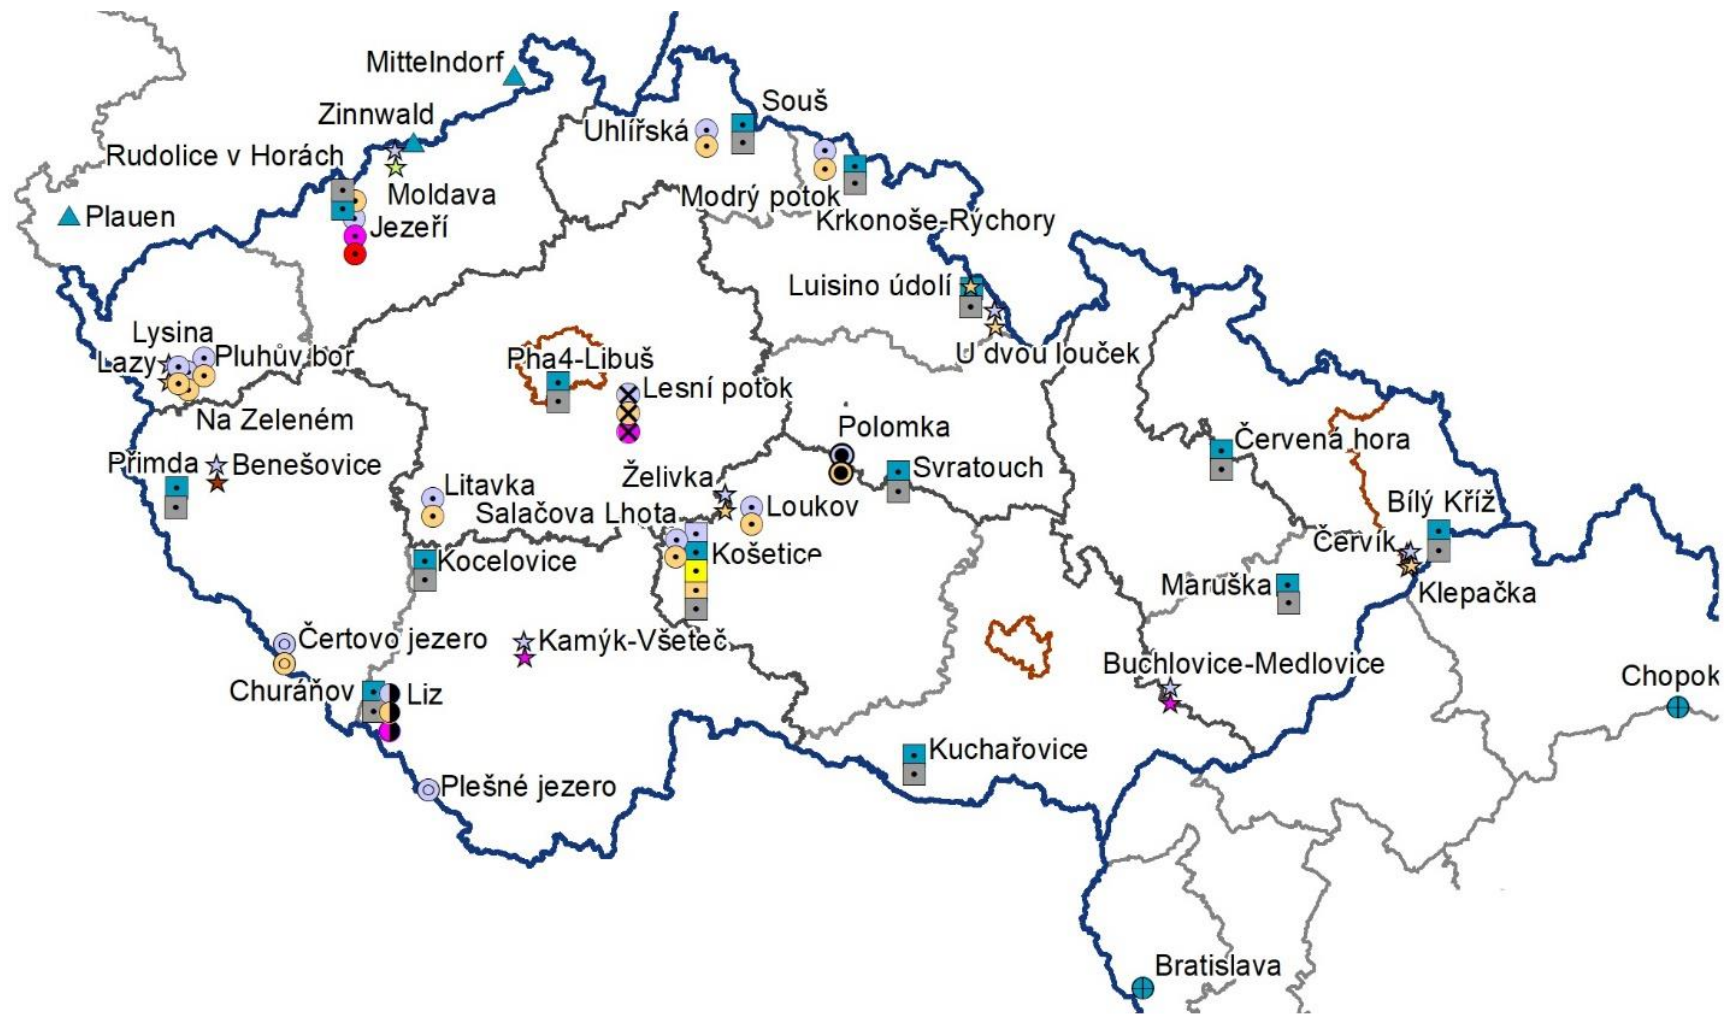 Mittelndorf
Zinnwald
Souš
Uhlířská
Rudolice v Horách
Moldava
Modrý potok
Plauen
Jezeří
Krkonoše-Rýchory
Luisino údolí
Lysina
Lazy
Pluhův bor
Pha4-Libuš
U dvou louček
Lesní potok
Na Zeleném
Polomka
Červená hora
Přimda
Benešovice
Želivka
Svratouch
Litavka
Salačova Lhota
Loukov
Bílý Kříž
Kocelovice
Košetice
Červík
Maruška
Klepačka
Čertovo jezero
Kamýk-Všeteč
Buchlovice-Medlovice
Churáňov
Liz
Chopok
Kuchařovice
Plešné jezero
Bratislava